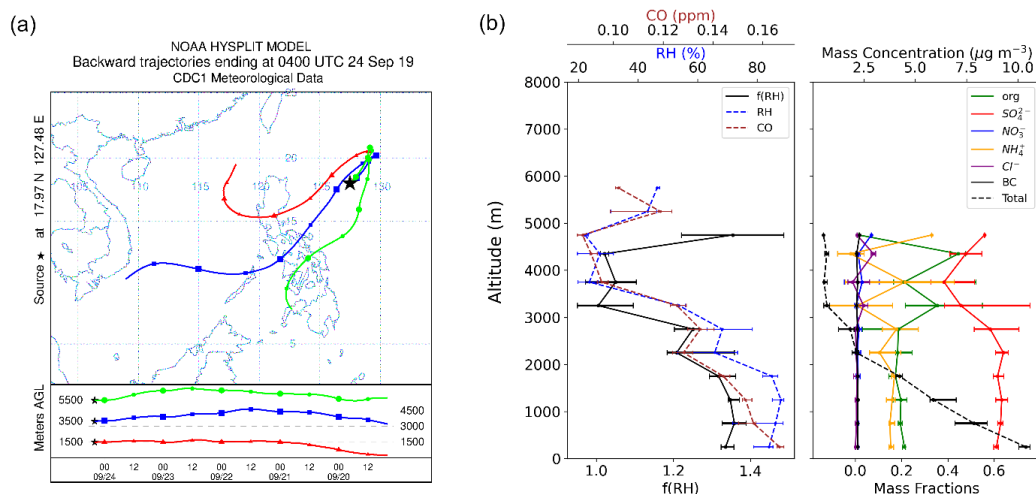 (a)
NOAA HYSPLIT MODEL
Backward trajectories ending at 0400 UTC 24 Sep 19
CDC1 Meteorological Data
Source ★ at 17.97 N 127.48 E
25
20
110 115 120 125 130
15
10
5
Meters AGL
5500
3500
1500
4500
3000
1500
00 12 00 12 00 12 00 12 00 12
09/24 09/23 09/22 09/21 09/20
(b)
CO (ppm)
0.10 0.12 0.14 0.16
RH (%)
20 40 60 80
Altitude (m)
8000
7000
6000
5000
4000
3000
2000
1000
0
f(RH)
RH
CO
1.0 1.2 1.4
f(RH)
Mass Concentration (μg m⁻³)
2.5 5.0 7.5 10.0
org
SO₄²⁻
NO₃⁻
NH₄⁺
Cl⁻
BC
Total
0.0 0.2 0.4 0.6
Mass Fractions